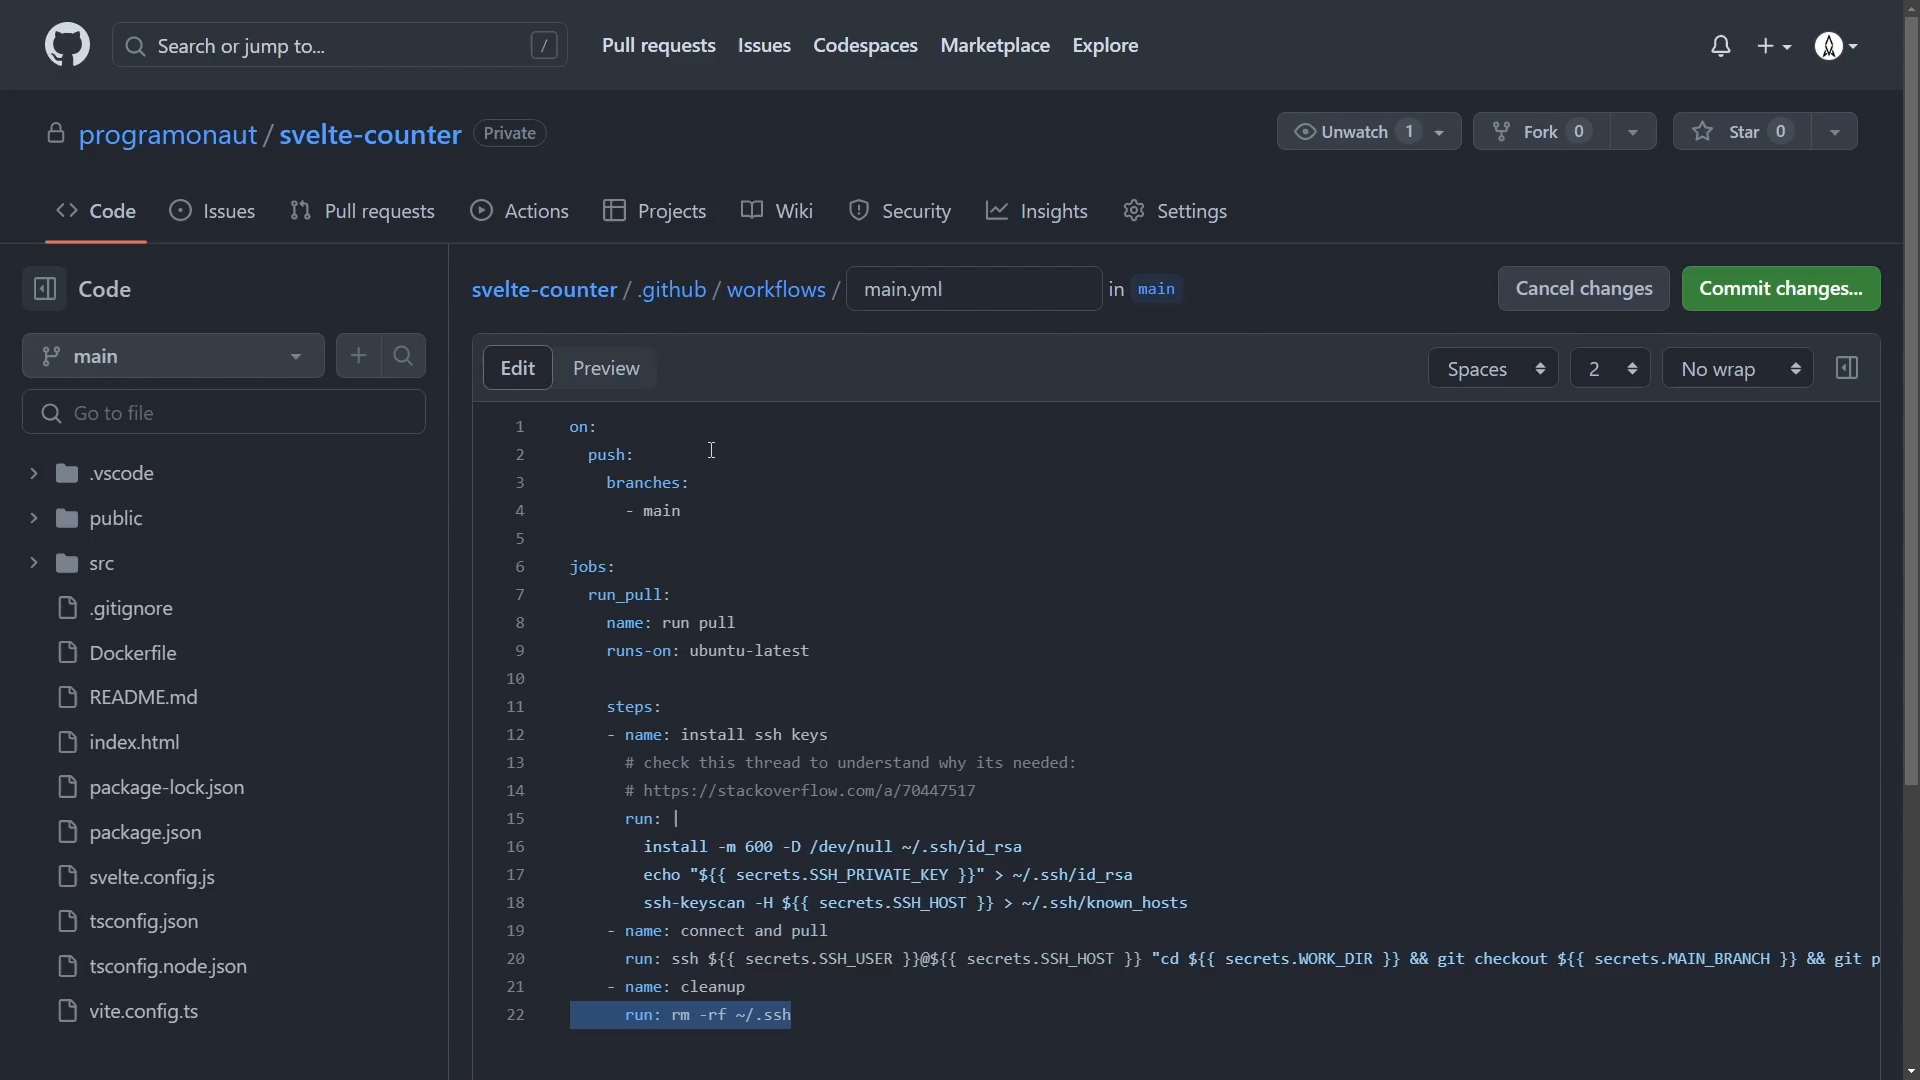 Search or jump to... / Pull requests Issues Codespaces Marketplace Explore
programonaut / svelte-counter Private Unwatch 1 Fork 0 Star 0
Code Issues Pull requests Actions Projects Wiki Security Insights Settings
Code
svelte-counter / .github / workflows / main.yml in main Cancel changes Commit changes...
main
Edit Preview Spaces 2 No wrap
Go to file
.vscode
public
src
.gitignore
Dockerfile
README.md
index.html
package-lock.json
package.json
svelte.config.js
tsconfig.json
tsconfig.node.json
vite.config.ts
1 on:
2 push:
3 branches:
4 - main
5
6 jobs:
7 run_pull:
8 name: run pull
9 runs-on: ubuntu-latest
10
11 steps:
12 - name: install ssh keys
13 # check this thread to understand why its needed:
14 # https://stackoverflow.com/a/70447517
15 run: |
16 install -m 600 -D /dev/null ~/.ssh/id_rsa
17 echo "${{ secrets.SSH_PRIVATE_KEY }}" > ~/.ssh/id_rsa
18 ssh-keyscan -H ${{ secrets.SSH_HOST }} > ~/.ssh/known_hosts
19 - name: connect and pull
20 run: ssh ${{ secrets.SSH_USER }}@${{ secrets.SSH_HOST }} "cd ${{ secrets.WORK_DIR }} && git checkout ${{ secrets.MAIN_BRANCH }} && git p
21 - name: cleanup
22 run: rm -rf ~/.ssh